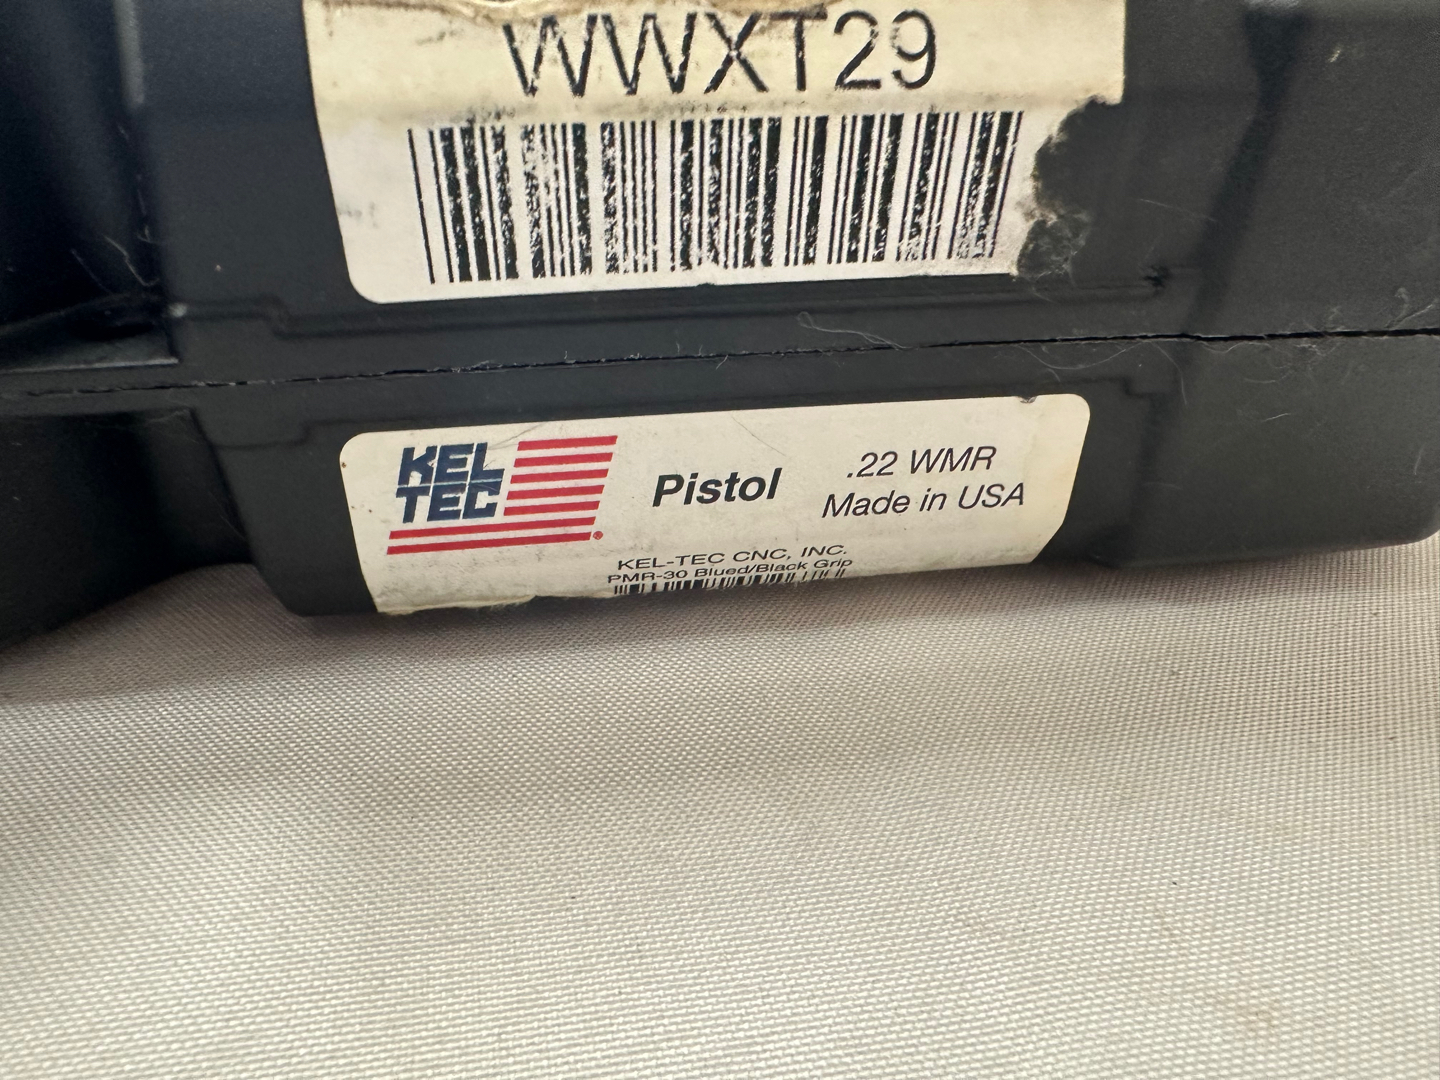 WWXT29
KEL
TEC
®
Pistol
.22 WMR
Made in USA
KEL-TEC CNC, INC.
PMR-30 Blued/Black Grip